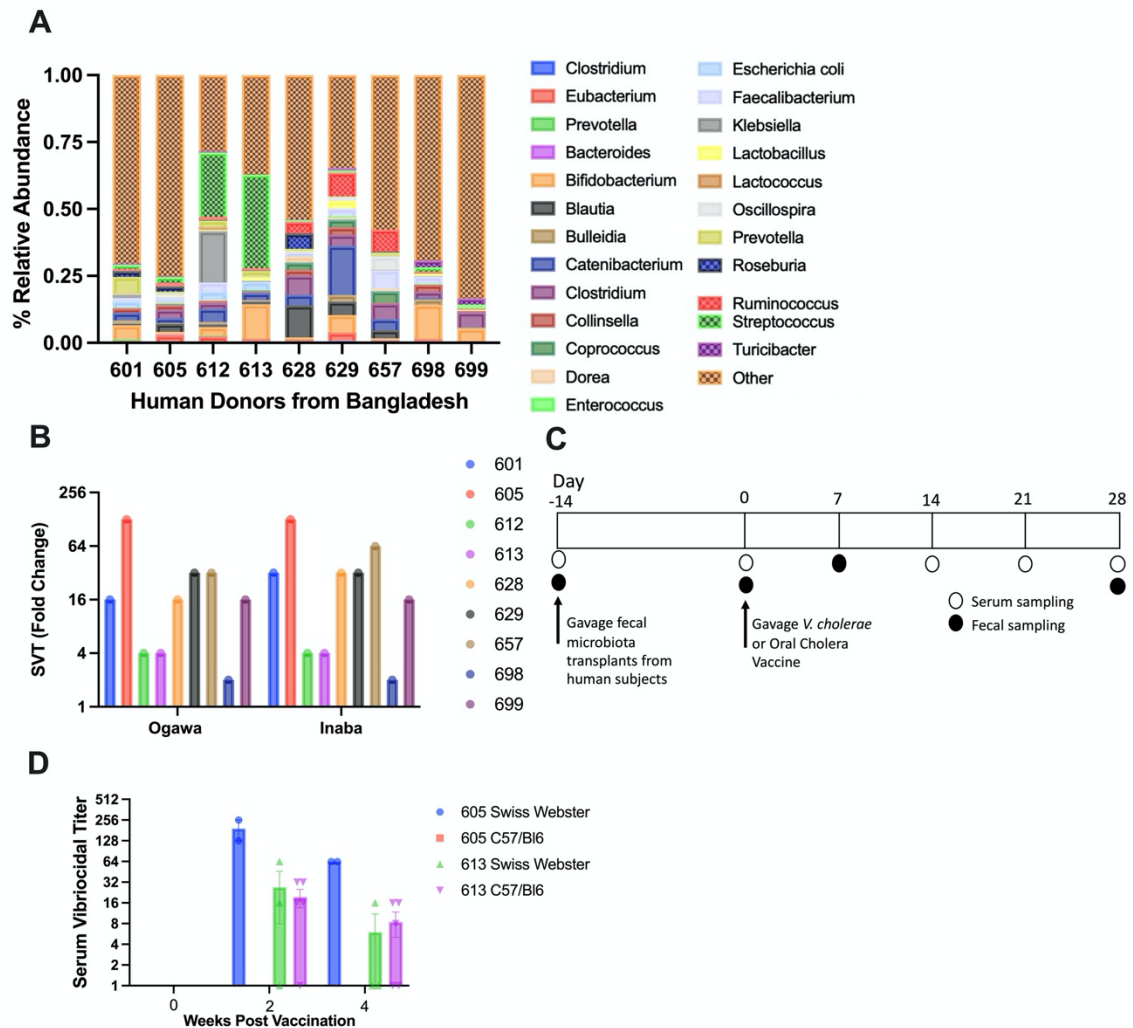 A
% Relative Abundance
1.00
0.75
0.50
0.25
0.00
601 605 612 613 628 629 657 698 699
Human Donors from Bangladesh
Clostridium
Eubacterium
Prevotella
Bacteroides
Bifidobacterium
Blautia
Bulleidia
Catenibacterium
Clostridium
Collinsella
Coprococcus
Dorea
Enterococcus
Escherichia coli
Faecalibacterium
Klebsiella
Lactobacillus
Lactococcus
Oscillospira
Prevotella
Roseburia
Ruminococcus
Streptococcus
Turicibacter
Other
B
SVT (Fold Change)
256
64
16
4
1
Ogawa Inaba
601
605
612
613
628
629
657
698
699
C
Day
-14 0 7 14 21 28
Gavage fecal
microbiota
transplants from
human subjects
Gavage V. cholerae
or Oral Cholera
Vaccine
Serum sampling
Fecal sampling
D
Serum Vibriocidal Titer
512
256
128
64
32
16
8
4
2
1
0 2 4
Weeks Post Vaccination
605 Swiss Webster
605 C57/Bl6
613 Swiss Webster
613 C57/Bl6